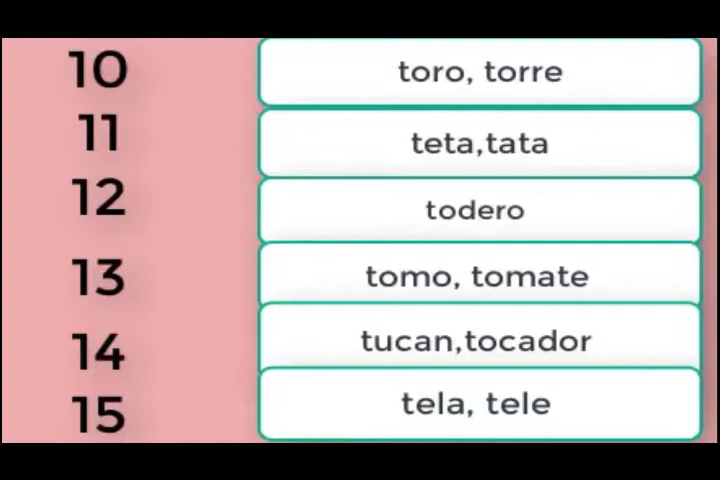 10 toro, torre
11 teta,tata
12 todero
13 tomo, tomate
14 tucan,tocador
15 tela, tele